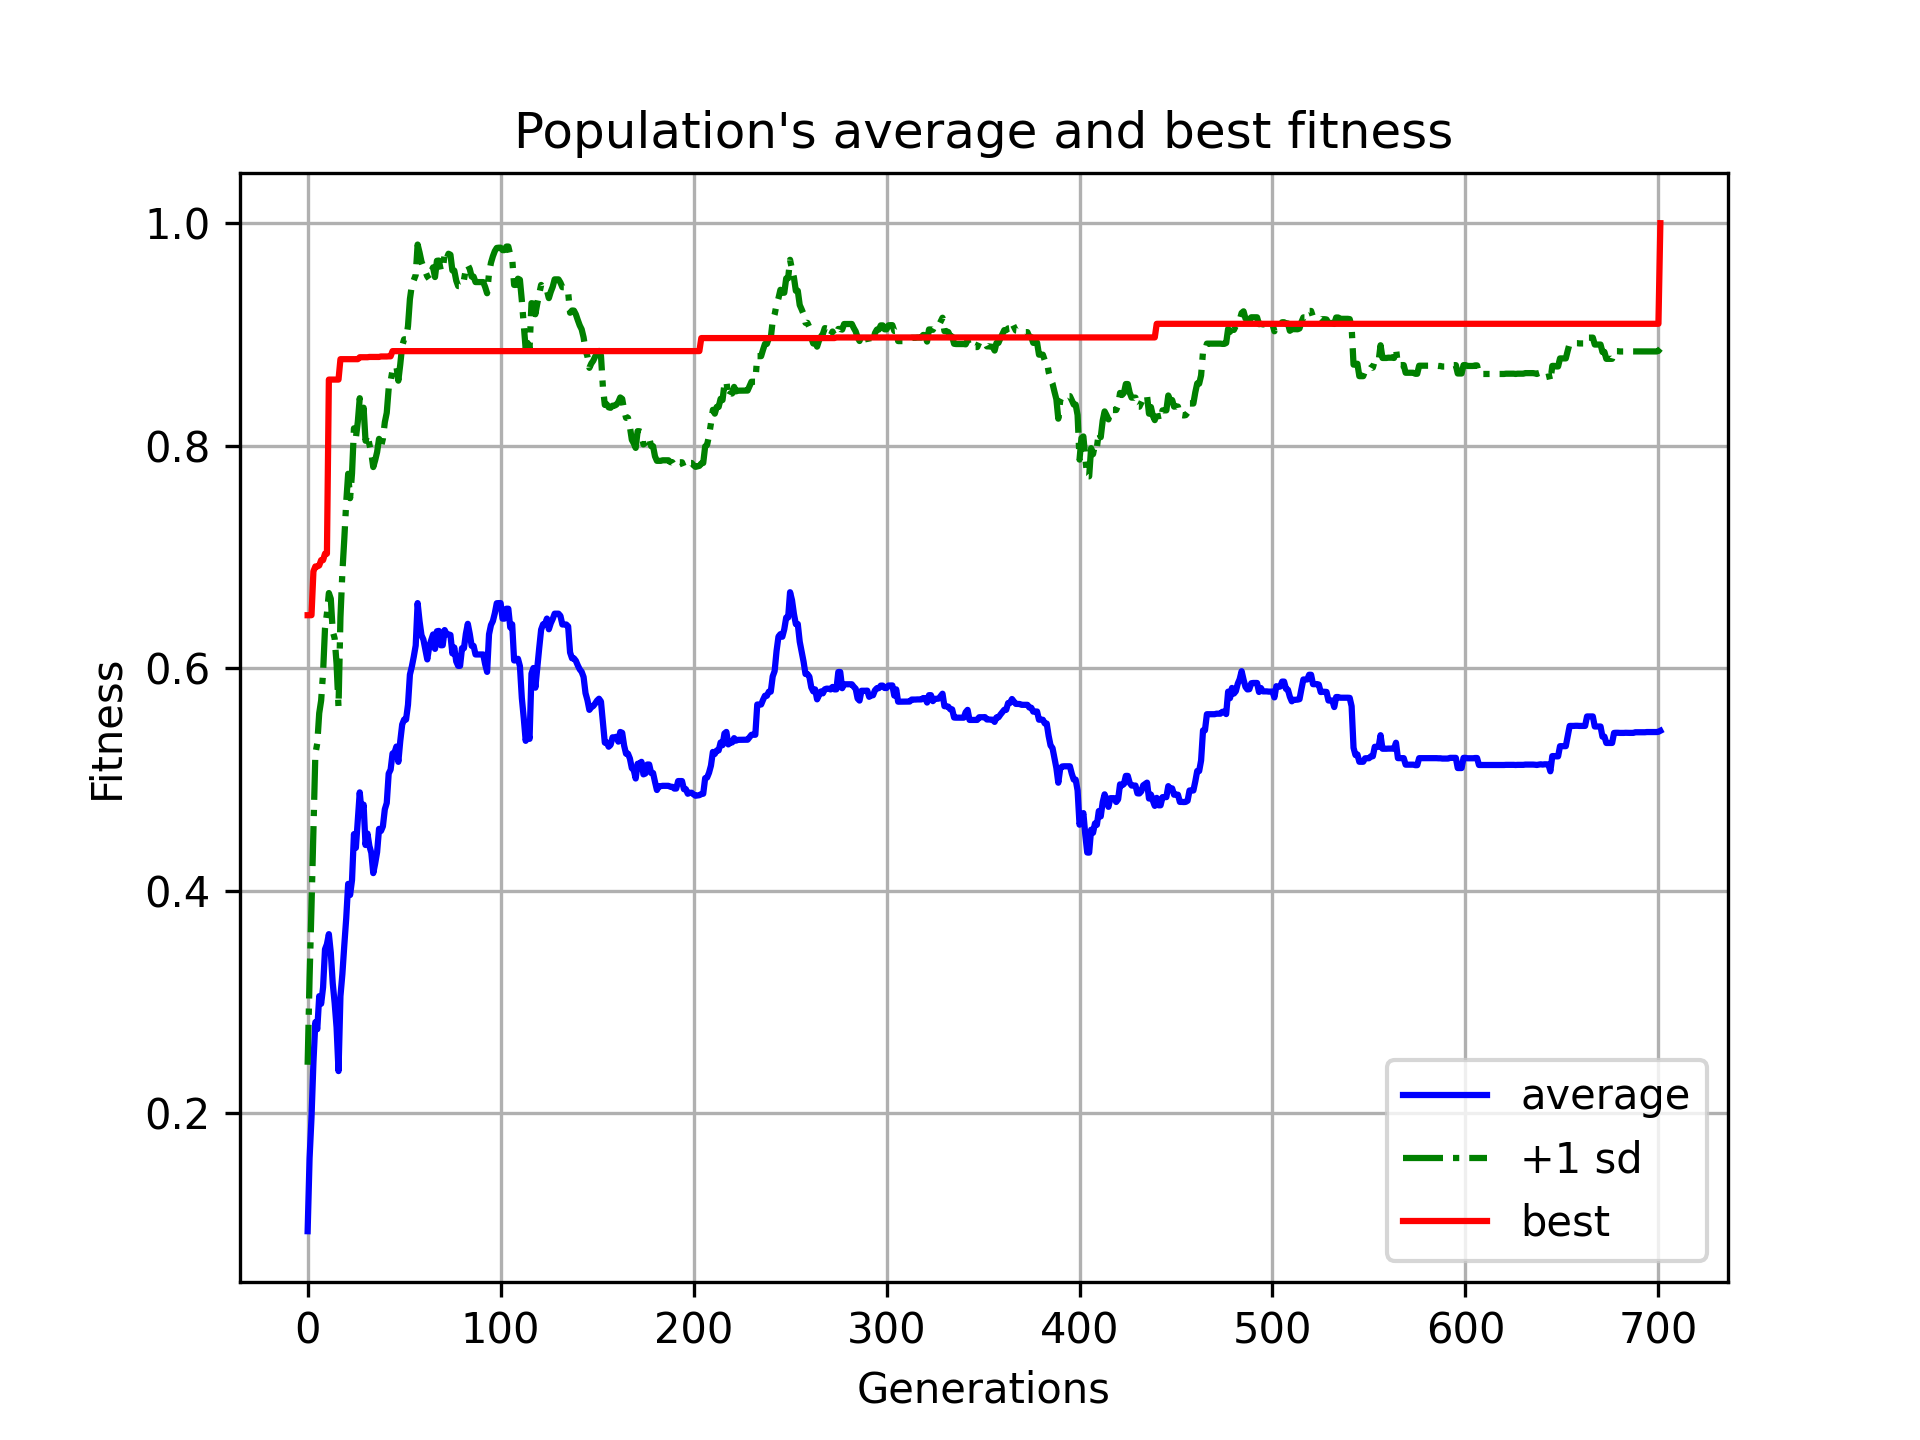 Population's average and best fitness
Fitness
1.0
0.8
0.6
0.4
0.2
0 100 200 300 400 500 600 700
Generations
average
+1 sd
best